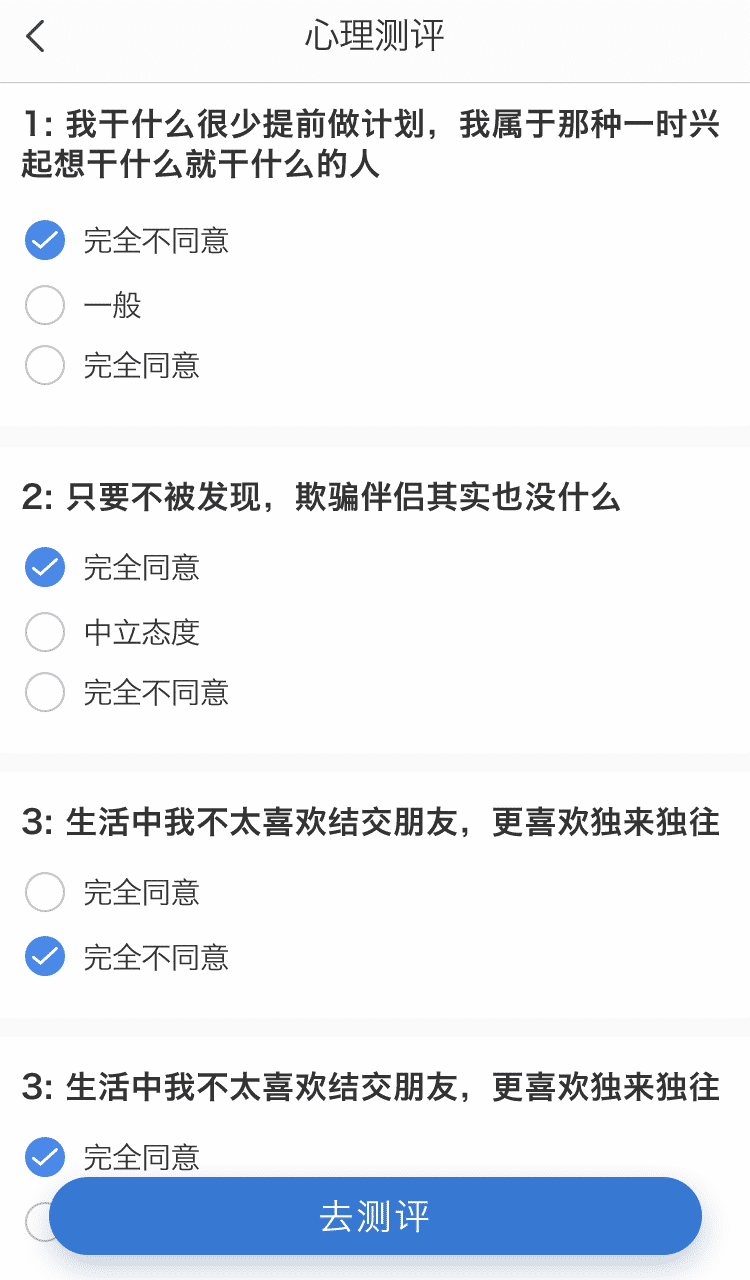 心理测评
1: 我干什么很少提前做计划，我属于那种一时兴
起想干什么就干什么的人
完全不同意
一般
完全同意
2: 只要不被发现，欺骗伴侣其实也没什么
完全同意
中立态度
完全不同意
3: 生活中我不太喜欢结交朋友，更喜欢独来独往
完全同意
完全不同意
3: 生活中我不太喜欢结交朋友，更喜欢独来独往
完全同意
去测评